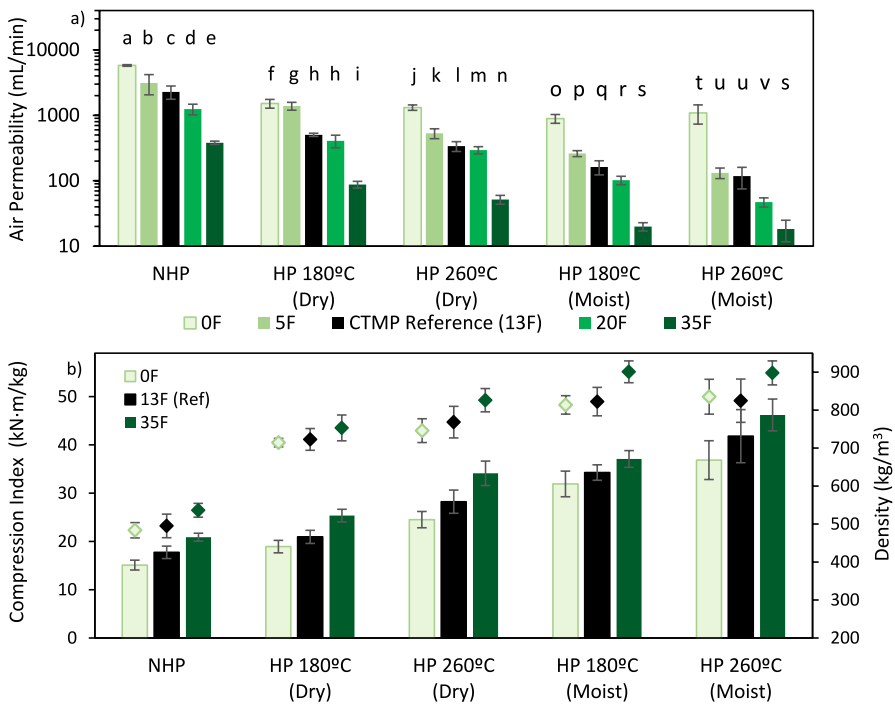 a)
Air Permeability (mL/min)
10000
1000
100
10
a b c d e
f g h h i
j k l m n
o p q r s
t u u v s
NHP
HP 180ºC
(Dry)
HP 260ºC
(Dry)
HP 180ºC
(Moist)
HP 260ºC
(Moist)
0F 5F CTMP Reference (13F) 20F 35F
b)
0F
13F (Ref)
35F
Compression Index (kN·m/kg)
50
40
30
20
10
0
900
800
700
600
500
400
300
200
Density (kg/m³)
NHP
HP 180ºC
(Dry)
HP 260ºC
(Dry)
HP 180ºC
(Moist)
HP 260ºC
(Moist)